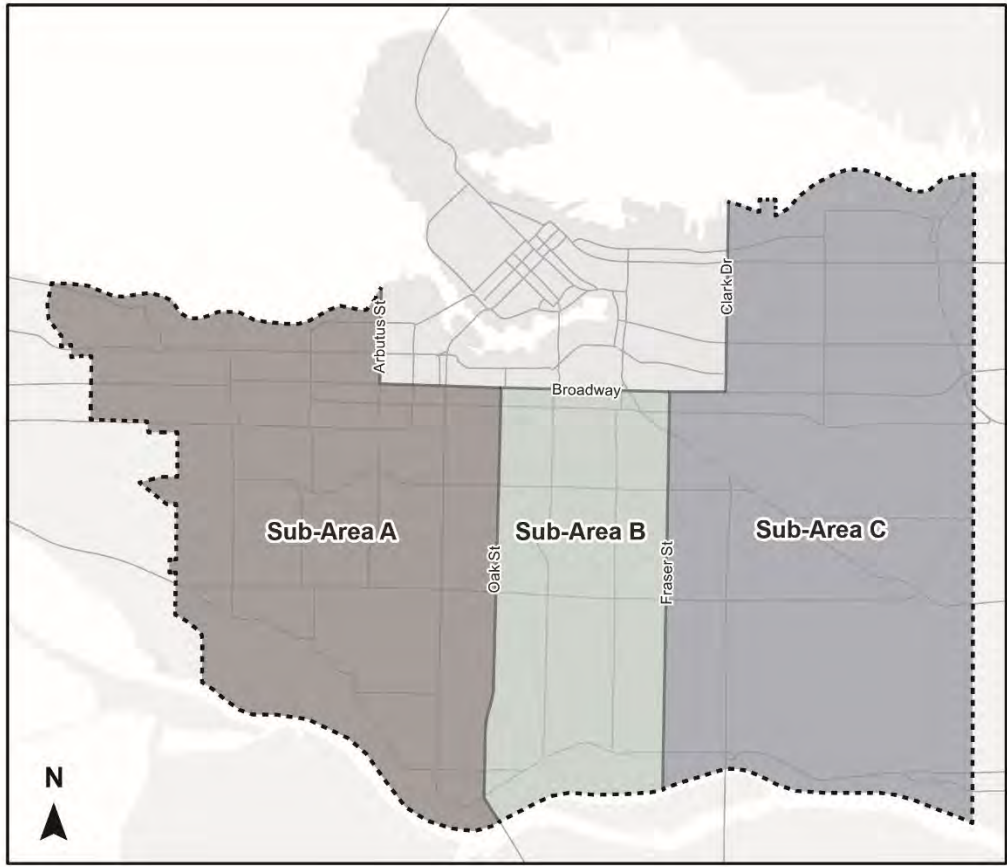 Clark Dr
Arbutus St
Broadway
Sub-Area A
Sub-Area B
Sub-Area C
Oak St
Fraser St
N